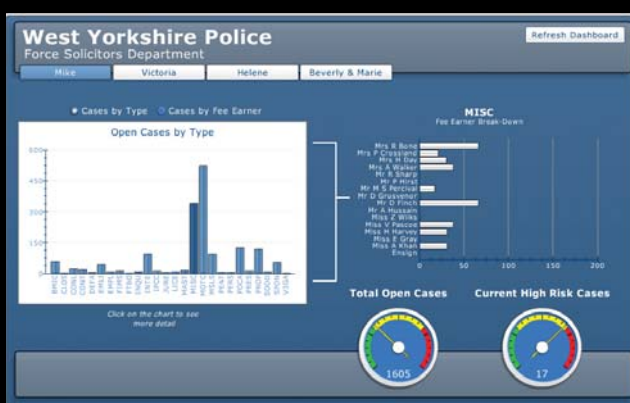 West Yorkshire Police
Force Solicitors Department
Refresh Dashboard
Mike
Victoria
Helene
Beverly & Marie
Cases by Type
Cases by Fee Earner
Open Cases by Type
600
450
300
150
0
MISC
Click on the chart to see
more detail
MISC
Fee Earner Break-Down
Mrs R Bone
Mrs P Crossland
Mrs H Day
Mrs A Walker
Mr R Sharp
Mr P Hirst
Mr M S Percival
Mr D Grosvenor
Mr D Finch
Mr A Hussain
Miss Z Wilks
Miss V Pascoe
Miss H Harvey
Miss E Gray
Miss A Khan
Ensign
0
50
100
150
200
Total Open Cases
Current High Risk Cases
1605
17